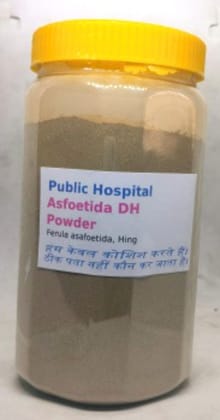 Public Hospital
Asfoetida DH
Powder
Ferula asafoetida, Hing
हम केवल कोशिश करते हैं।
ठीक पता नहीं कौन कर जाता है।